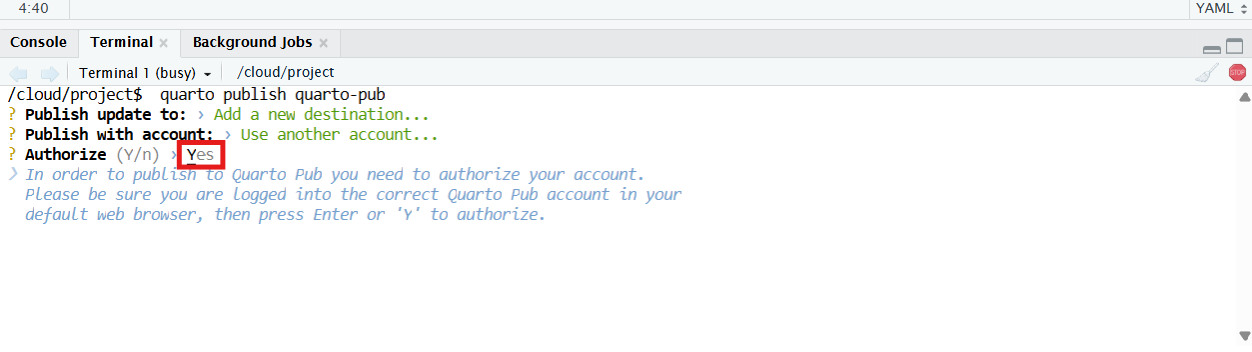 4:40 YAML
Console Terminal × Background Jobs ×
Terminal 1 (busy) /cloud/project STOP
/cloud/project$ quarto publish quarto-pub
? Publish update to: › Add a new destination...
? Publish with account: › Use another account...
? Authorize (Y/n) › Yes
❯ In order to publish to Quarto Pub you need to authorize your account.
Please be sure you are logged into the correct Quarto Pub account in your
default web browser, then press Enter or 'Y' to authorize.